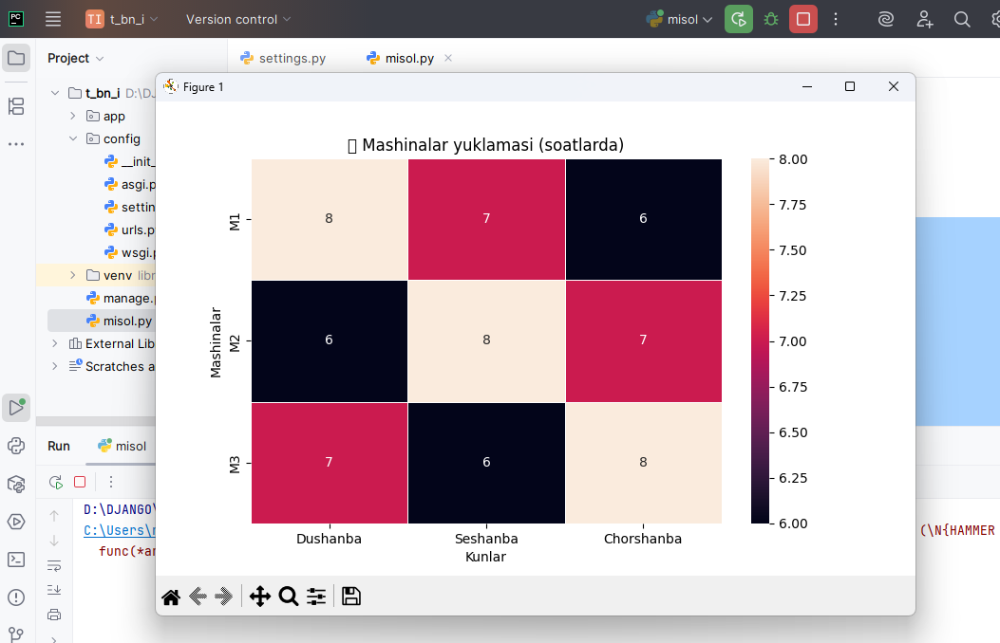 PC
TI t_bn_i
Version control
misol
Project
settings.py
misol.py
t_bn_i D:\DJ
app
config
__init_
asgi.p
settin
urls.p
wsgi.p
venv libr
manage.
misol.py
External Lib
Scratches a
Figure 1
Mashinalar yuklamasi (soatlarda)
8 7 6
6 8 7
7 6 8
M1
M2
M3
Mashinalar
Dushanba Seshanba Chorshanba
Kunlar
8.00
7.75
7.50
7.25
7.00
6.75
6.50
6.25
6.00
Run
misol
D:\DJANGO\
C:\Users\ (\N{HAMMER
func(*ar